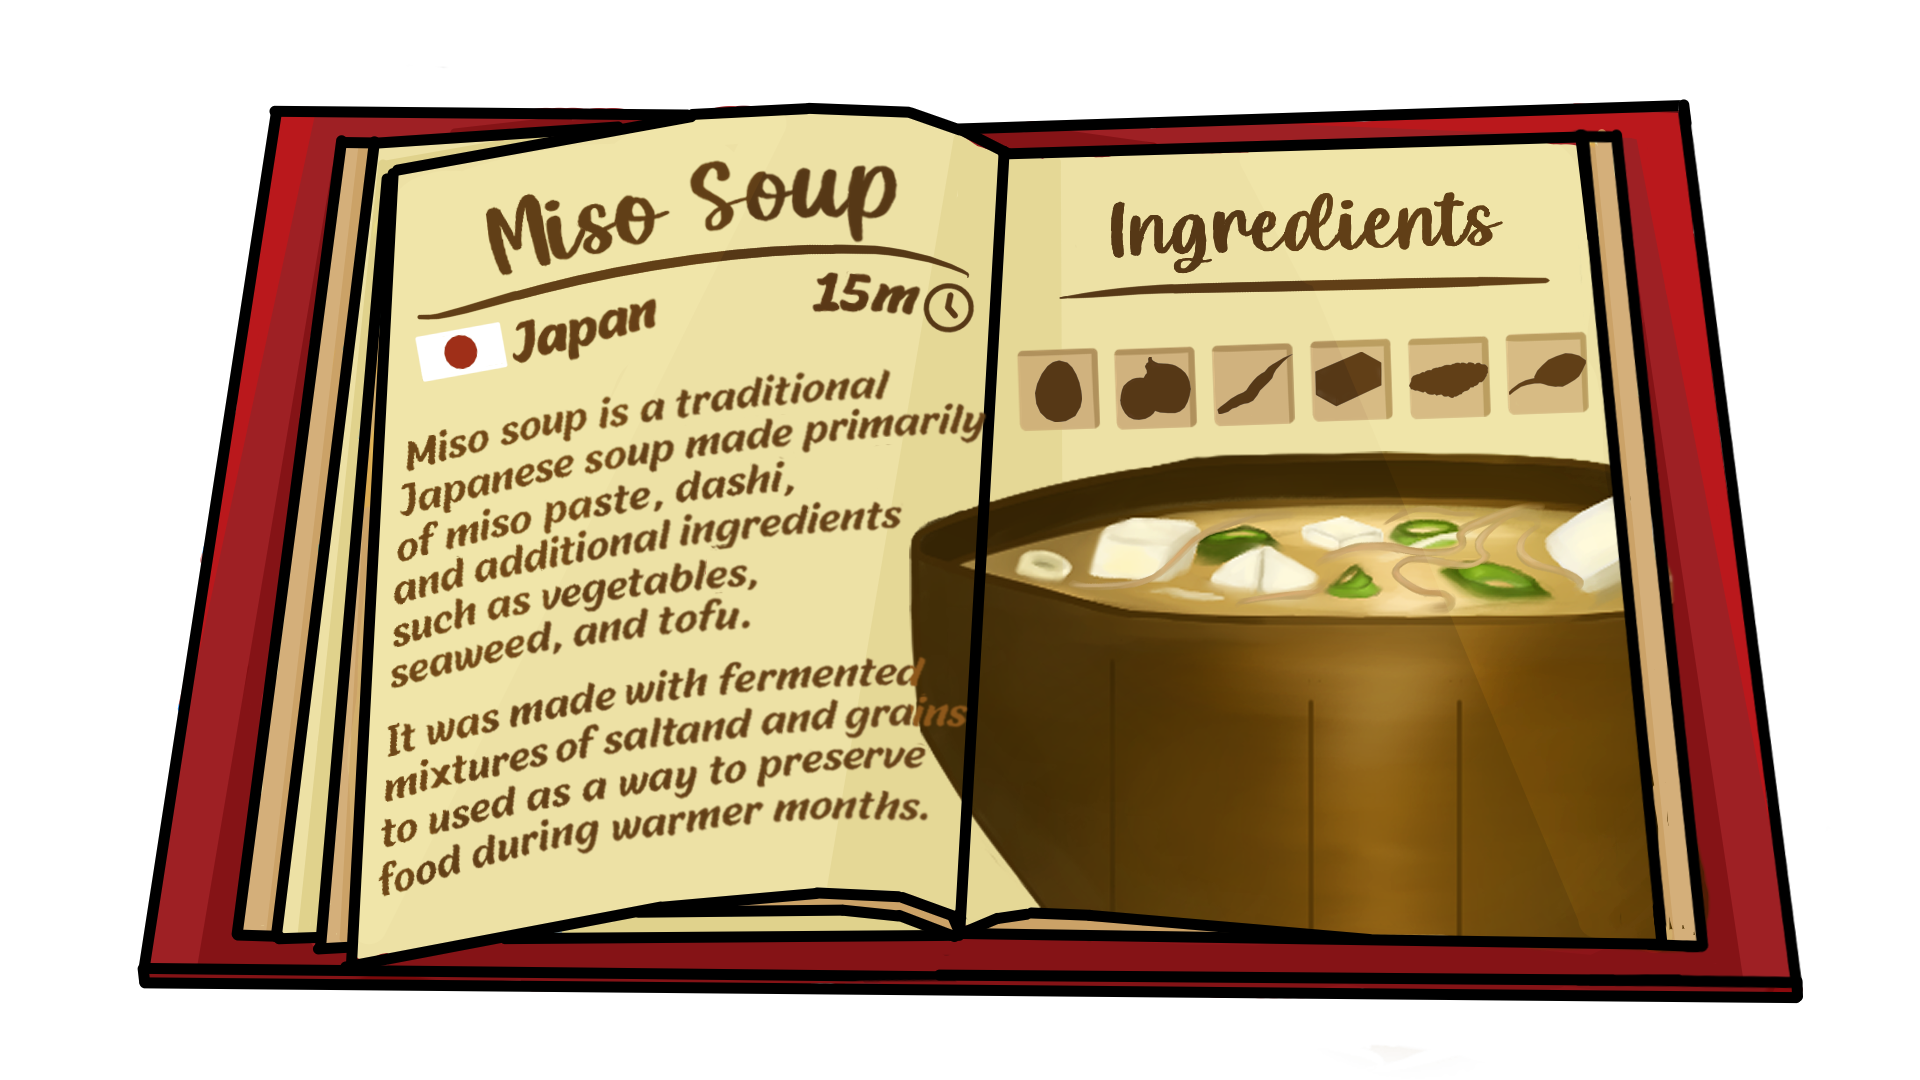 Miso Soup
Japan
15m
Miso soup is a traditional
Japanese soup made primarily
of miso paste, dashi,
and additional ingredients
such as vegetables,
seaweed, and tofu.
It was made with fermented
mixtures of saltand and grains
to used as a way to preserve
food during warmer months.
Ingredients